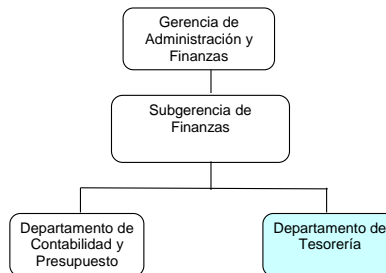 Gerencia de
Administración y
Finanzas
Subgerencia de
Finanzas
Departamento de
Contabilidad y
Presupuesto
Departamento de
Tesorería